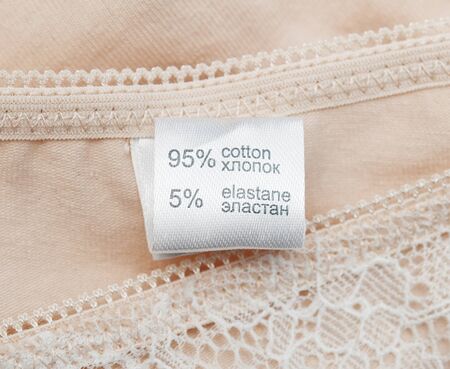 95% cotton
хлопок
5% elastane
эластан